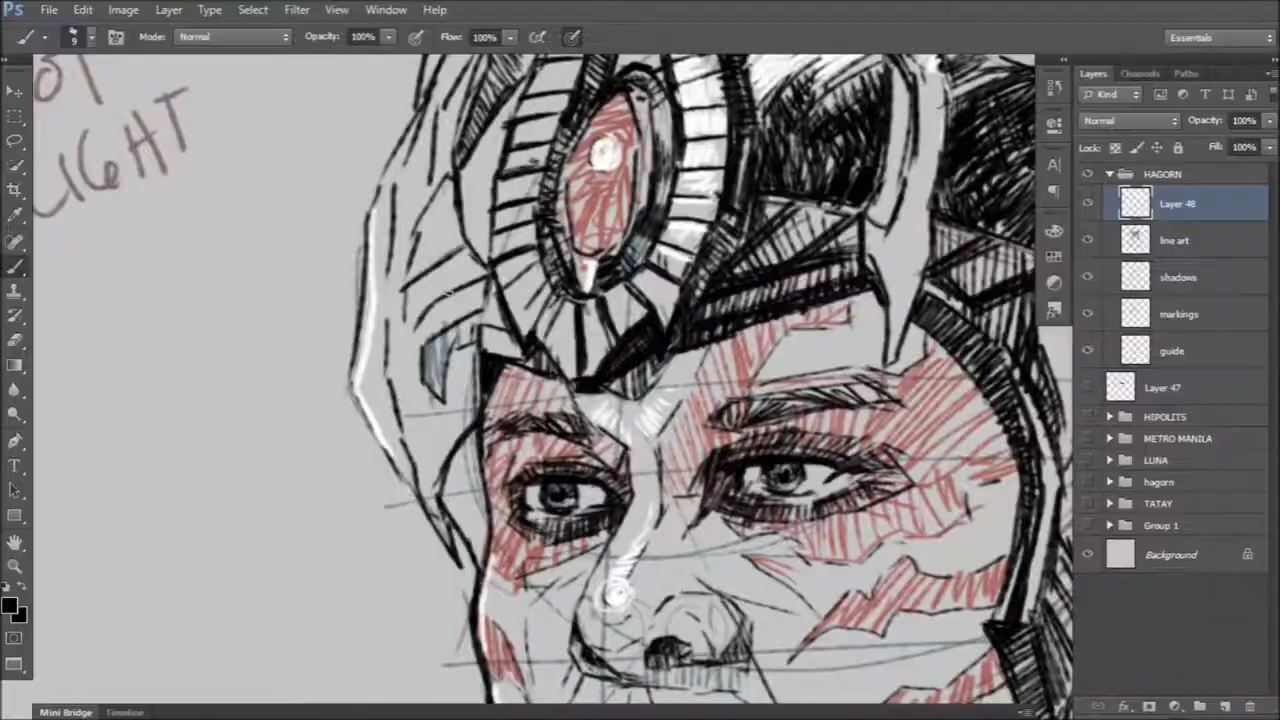 Ps File Edit Image Layer Type Select Filter View Window Help
9 Mode: Normal Opacity: 100% Flow: 100% Essentials
Layers Channels Paths
Kind
Normal Opacity: 100%
Lock: Fill: 100%
HAGORN
Layer 48
line art
shadows
markings
guide
Layer 47
HIPOLITS
METRO MANILA
LUNA
hagorn
TATAY
Group 1
Background
LIGHT
Mini Bridge Timeline